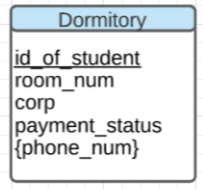 Dormitory
id_of_student
room_num
corp
payment_status
{phone_num}